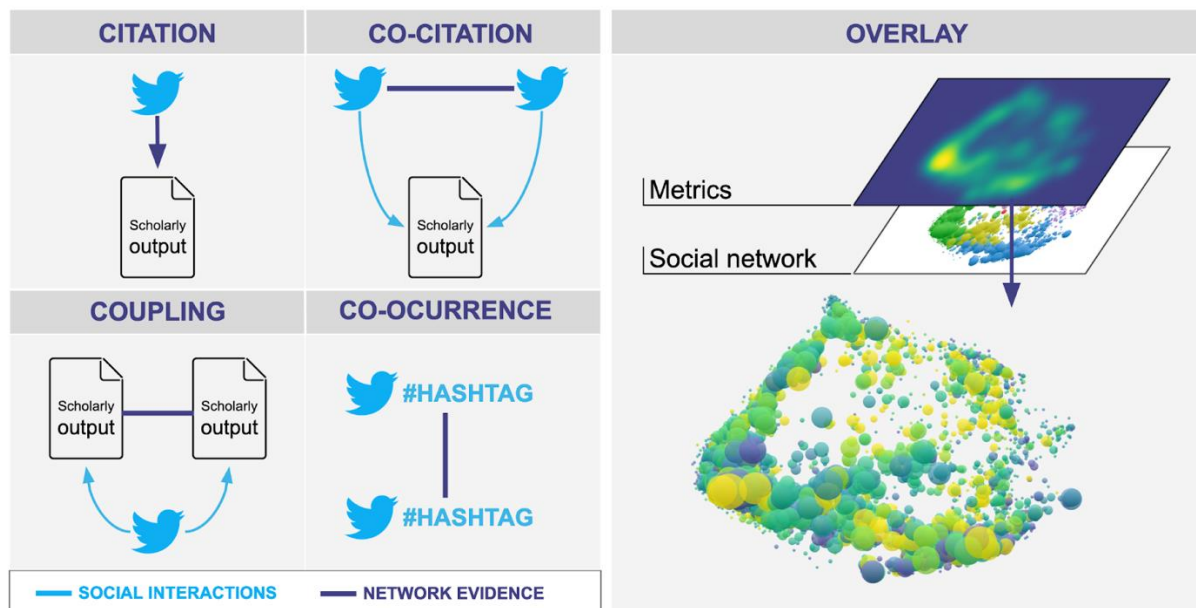 CITATION
Scholarly
output
CO-CITATION
Scholarly
output
COUPLING
Scholarly
output
Scholarly
output
CO-OCURRENCE
#HASHTAG
#HASHTAG
SOCIAL INTERACTIONS
NETWORK EVIDENCE
OVERLAY
Metrics
Social network